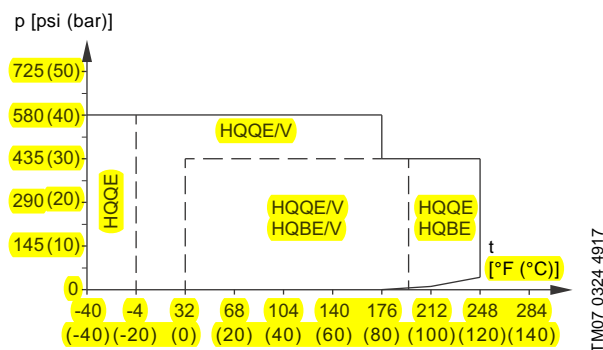 p [psi (bar)]
725 (50)
580 (40)
HQQE/V
435 (30)
HQQE
290 (20)
HQQE/V
HQBE/V
HQQE
HQBE
145 (10)
t
[°F (°C)]
0
-40 -4 32 68 104 140 176 212 248 284
(-40) (-20) (0) (20) (40) (60) (80) (100) (120) (140)
TM07 0324 4917